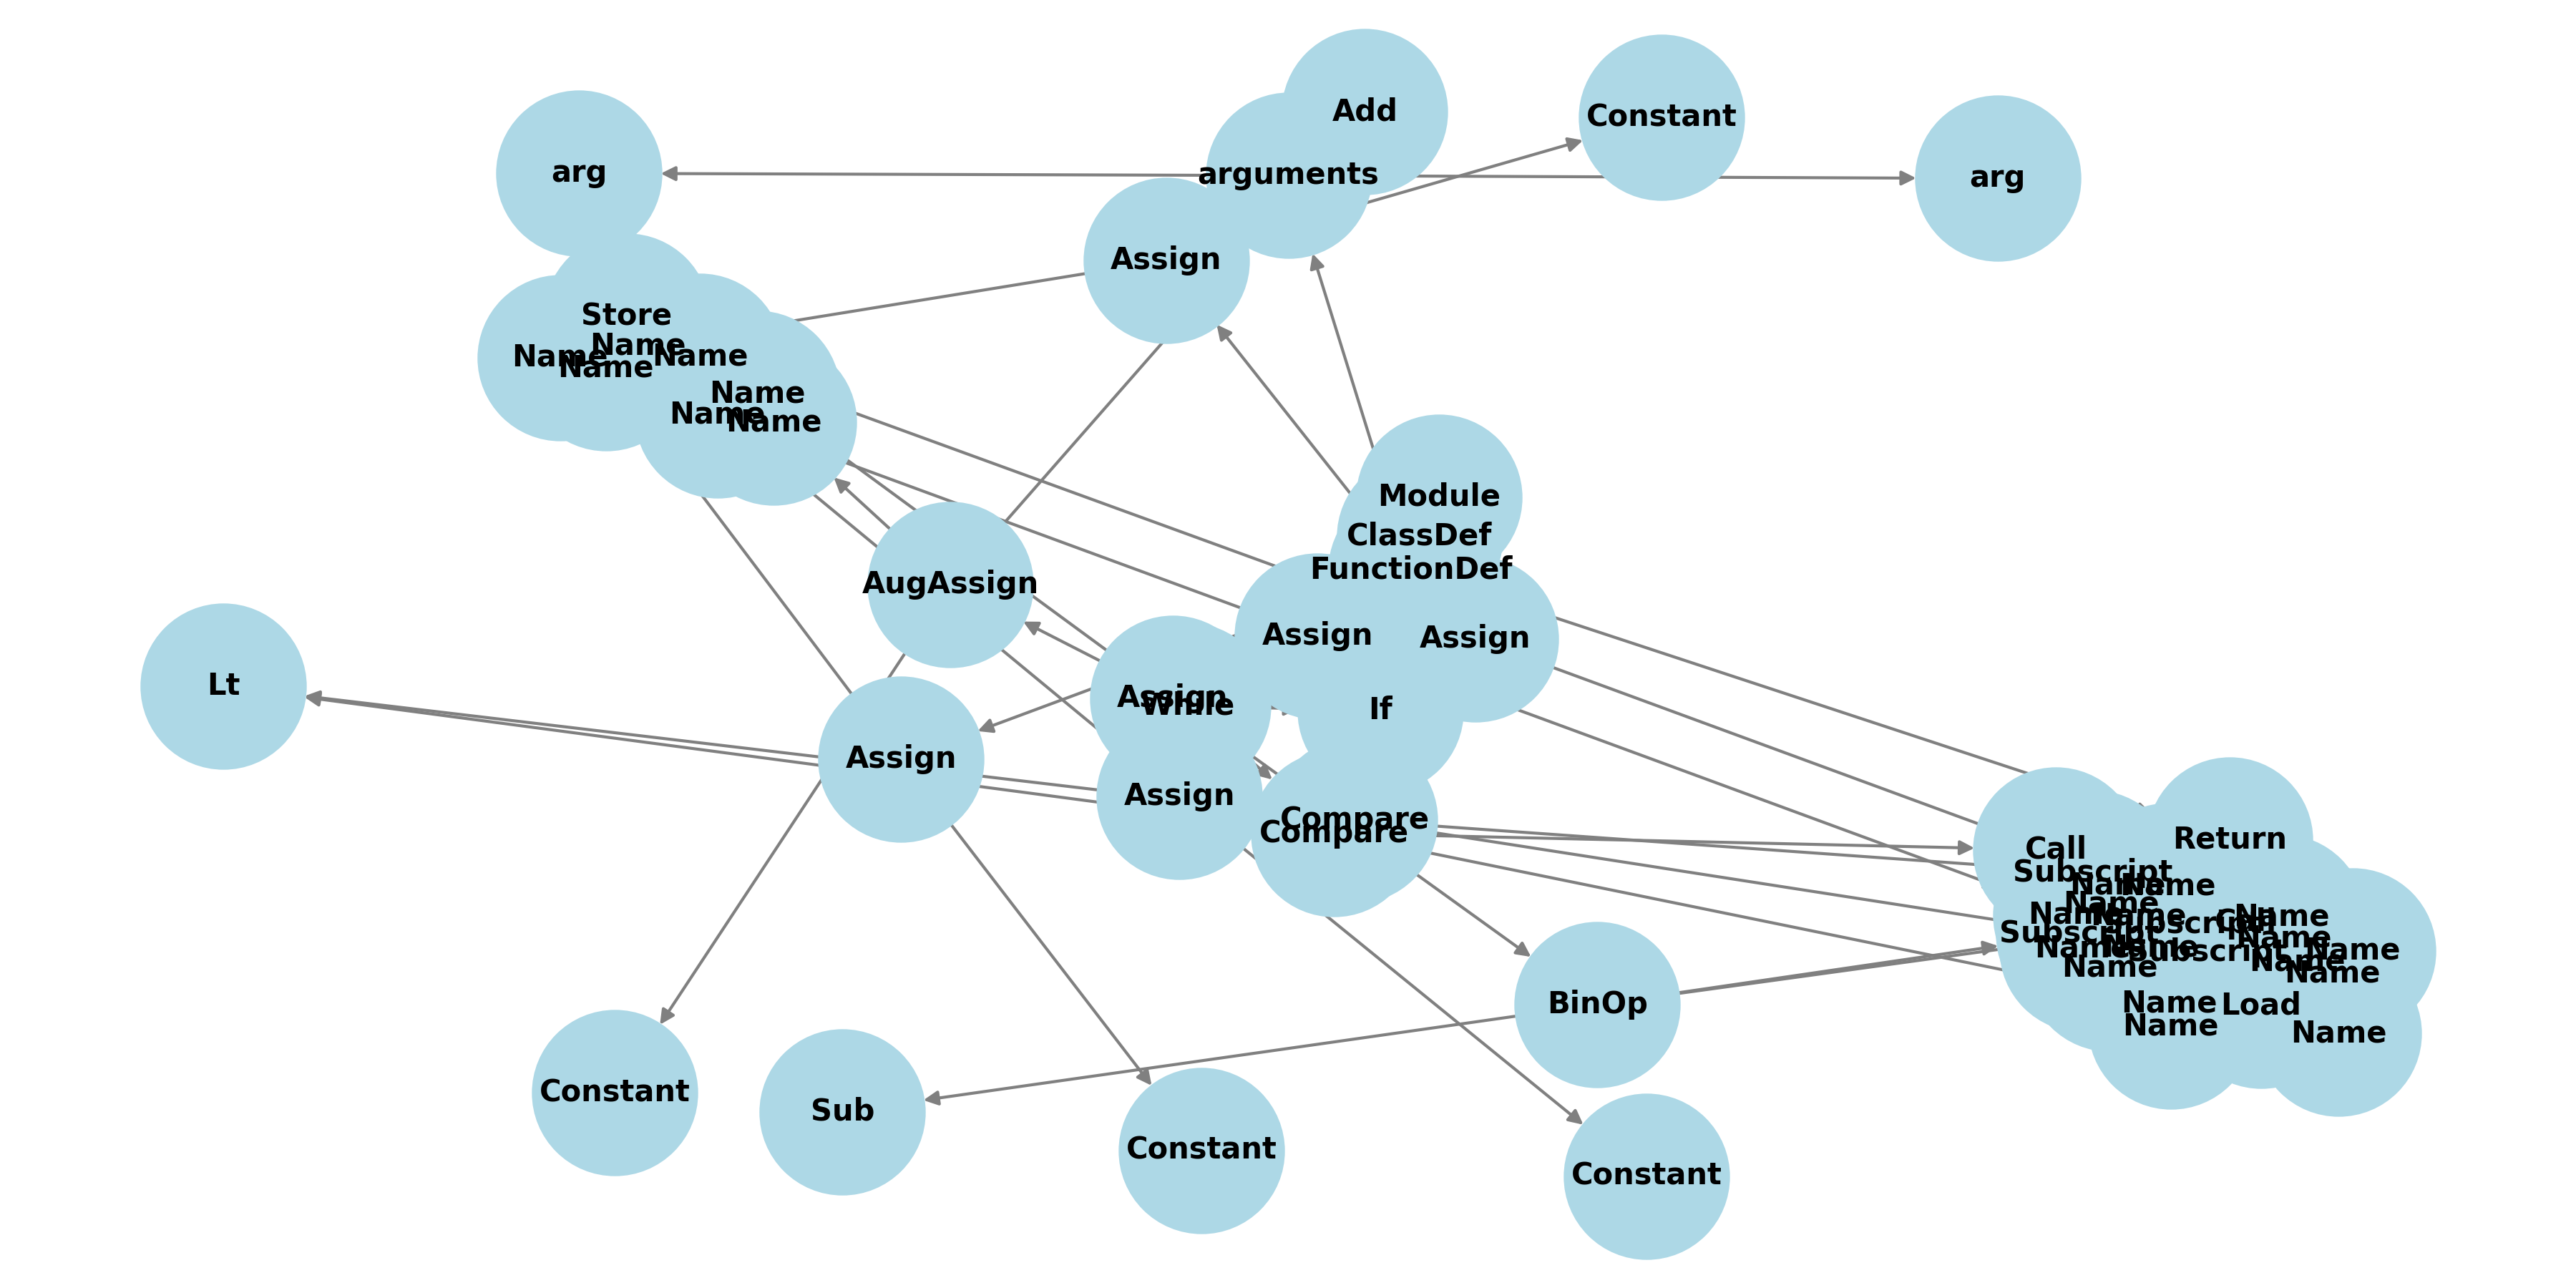 Add
Constant
arg
arguments
arg
Assign
Store
Name
Name
Name
Name
Name
Name
Name
Module
ClassDef
FunctionDef
AugAssign
Assign
Assign
Lt
Assign
While
If
Assign
Assign
Compare
Compare
Call
Return
Subscript
Name
Name
Name
Name
Name
Name
Name
Subscript
Name
Name
Name
Subscript
Name
Name
Name
Name
Name
Load
Name
Name
BinOp
Constant
Sub
Constant
Constant